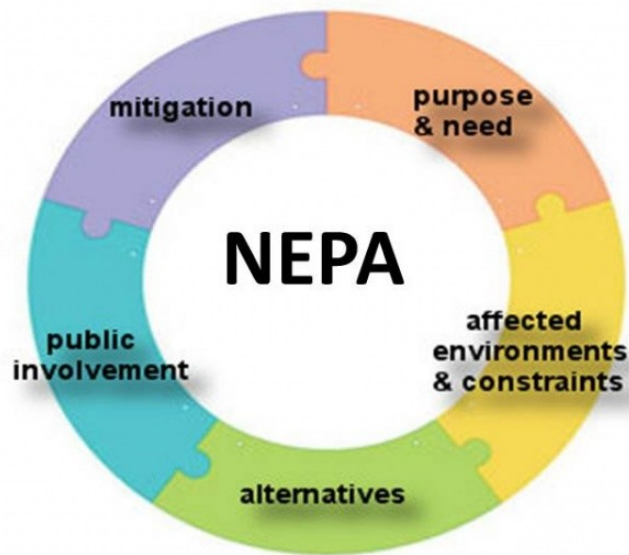 purpose
& need
affected
environments
& constraints
alternatives
public
involvement
mitigation
NEPA